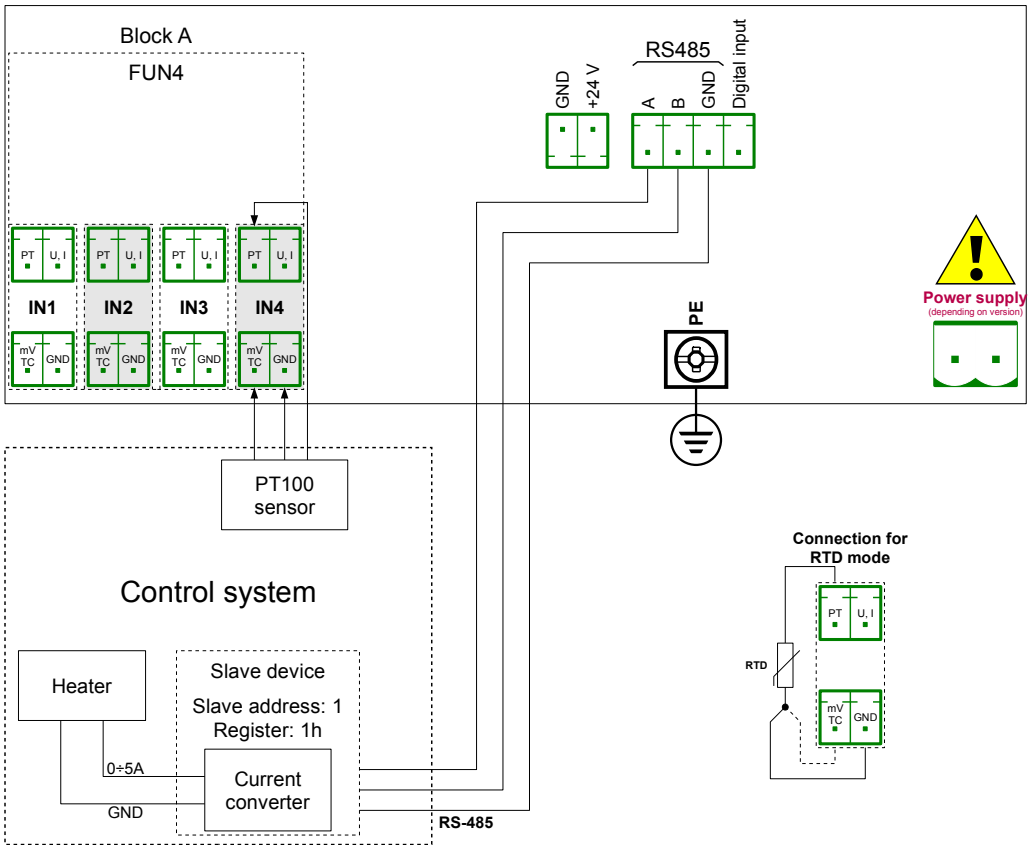 Block A
FUN4
GND
+24 V
RS485
A
B
GND
Digital input
PT
U, I
PT
U, I
PT
U, I
PT
U, I
IN1
IN2
IN3
IN4
mV
TC
GND
mV
TC
GND
mV
TC
GND
mV
TC
GND
PE
Power supply
(depending on version)
PT100
sensor
Control system
Heater
0÷5A
GND
Slave device
Slave address: 1
Register: 1h
Current
converter
RS-485
Connection for
RTD mode
PT
U, I
RTD
mV
TC
GND